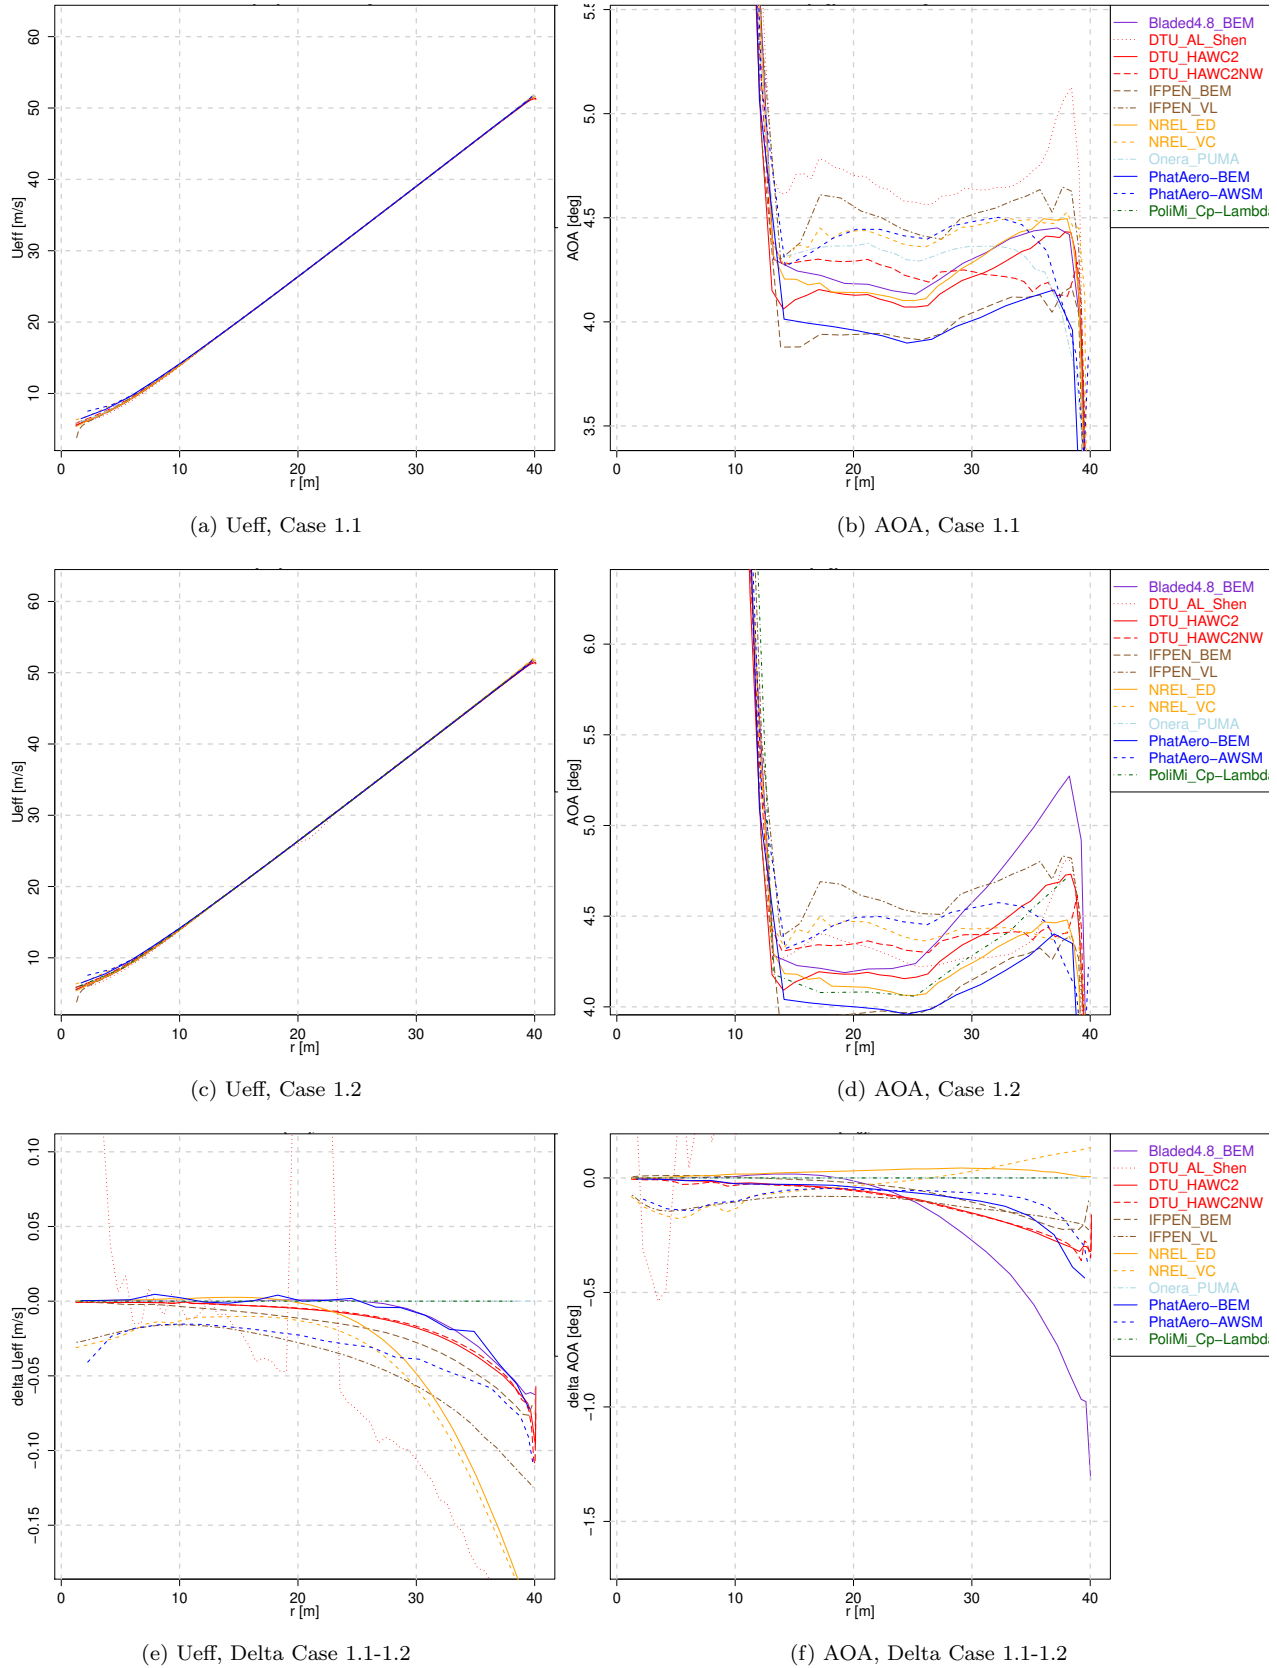 60
50
40
30
20
10
Ueff [m/s]
0 10 20 30 40
r [m]
5.5
5.0
4.5
4.0
3.5
AOA [deg]
0 10 20 30 40
r [m]
Bladed4.8_BEM
DTU_AL_Shen
DTU_HAWC2
DTU_HAWC2NW
IFPEN_BEM
IFPEN_VL
NREL_ED
NREL_VC
Onera_PUMA
PhatAero-BEM
PhatAero-AWSM
PoliMi_Cp-Lambda
(a) Ueff, Case 1.1
(b) AOA, Case 1.1
60
50
40
30
20
10
Ueff [m/s]
0 10 20 30 40
r [m]
6.0
5.5
5.0
4.5
4.0
AOA [deg]
0 10 20 30 40
r [m]
Bladed4.8_BEM
DTU_AL_Shen
DTU_HAWC2
DTU_HAWC2NW
IFPEN_BEM
IFPEN_VL
NREL_ED
NREL_VC
Onera_PUMA
PhatAero-BEM
PhatAero-AWSM
PoliMi_Cp-Lambda
(c) Ueff, Case 1.2
(d) AOA, Case 1.2
0.10
0.05
0.00
-0.05
-0.10
-0.15
delta Ueff [m/s]
0 10 20 30 40
r [m]
0.0
-0.5
-1.0
-1.5
delta AOA [deg]
0 10 20 30 40
r [m]
Bladed4.8_BEM
DTU_AL_Shen
DTU_HAWC2
DTU_HAWC2NW
IFPEN_BEM
IFPEN_VL
NREL_ED
NREL_VC
Onera_PUMA
PhatAero-BEM
PhatAero-AWSM
PoliMi_Cp-Lambda
(e) Ueff, Delta Case 1.1-1.2
(f) AOA, Delta Case 1.1-1.2